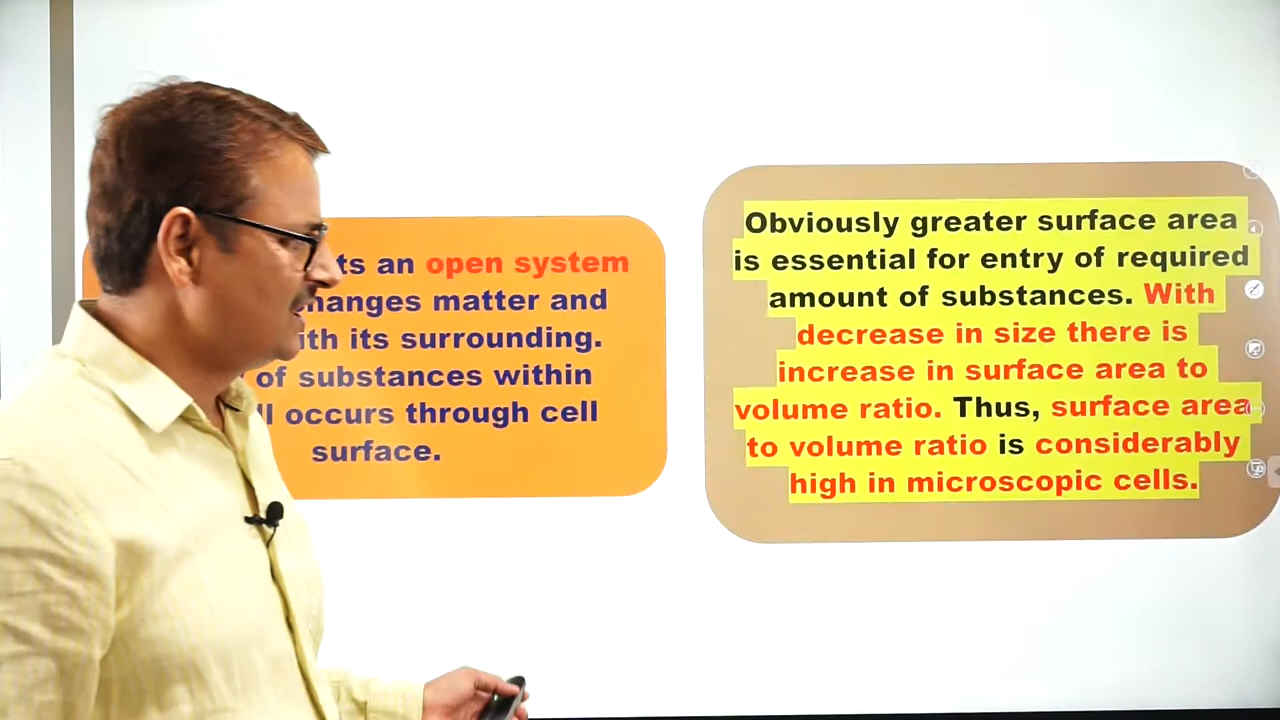 ts an open system
hanges matter and
ith its surrounding.
of substances within
ll occurs through cell
surface.
Obviously greater surface area
is essential for entry of required
amount of substances. With
decrease in size there is
increase in surface area to
volume ratio. Thus, surface area
to volume ratio is considerably
high in microscopic cells.